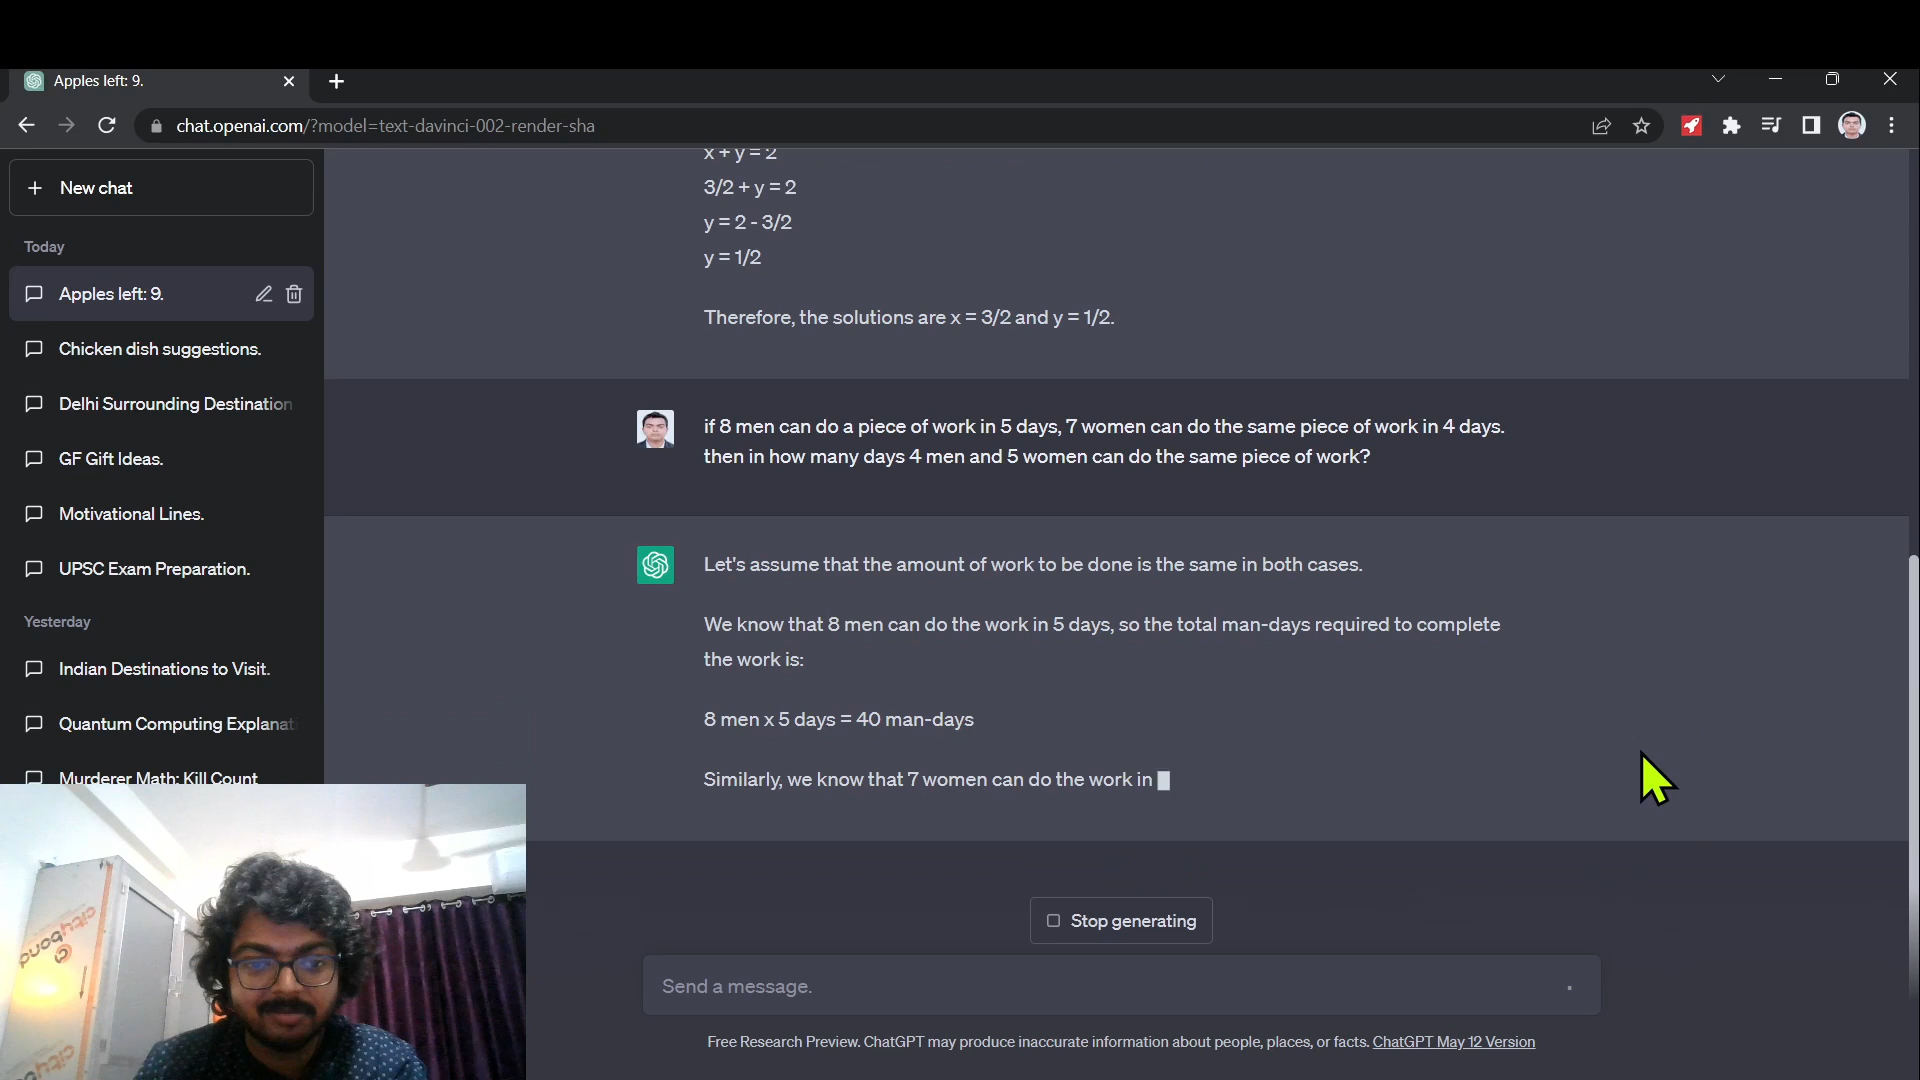 Apples left: 9.
chat.openai.com/?model=text-davinci-002-render-sha
New chat
Today
Apples left: 9.
Chicken dish suggestions.
Delhi Surrounding Destination
GF Gift Ideas.
Motivational Lines.
UPSC Exam Preparation.
Yesterday
Indian Destinations to Visit.
Quantum Computing Explanati
Murderer Math: Kill Count
x + y = 2
3/2 + y = 2
y = 2 - 3/2
y = 1/2
Therefore, the solutions are x = 3/2 and y = 1/2.
if 8 men can do a piece of work in 5 days, 7 women can do the same piece of work in 4 days.
then in how many days 4 men and 5 women can do the same piece of work?
Let's assume that the amount of work to be done is the same in both cases.
We know that 8 men can do the work in 5 days, so the total man-days required to complete
the work is:
8 men x 5 days = 40 man-days
Similarly, we know that 7 women can do the work in
Stop generating
Send a message.
Free Research Preview. ChatGPT may produce inaccurate information about people, places, or facts. ChatGPT May 12 Version
citybond